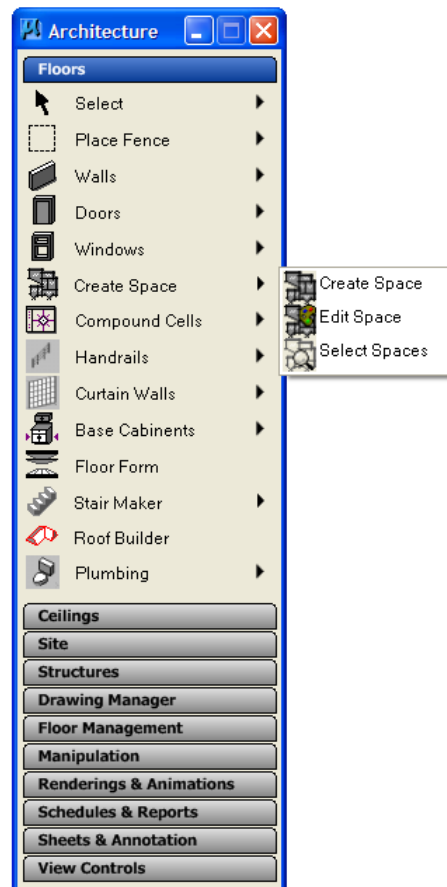 Architecture
Floors
Select
Place Fence
Walls
Doors
Windows
Create Space
Create Space
Edit Space
Select Spaces
Compound Cells
Handrails
Curtain Walls
Base Cabinents
Floor Form
Stair Maker
Roof Builder
Plumbing
Ceilings
Site
Structures
Drawing Manager
Floor Management
Manipulation
Renderings & Animations
Schedules & Reports
Sheets & Annotation
View Controls